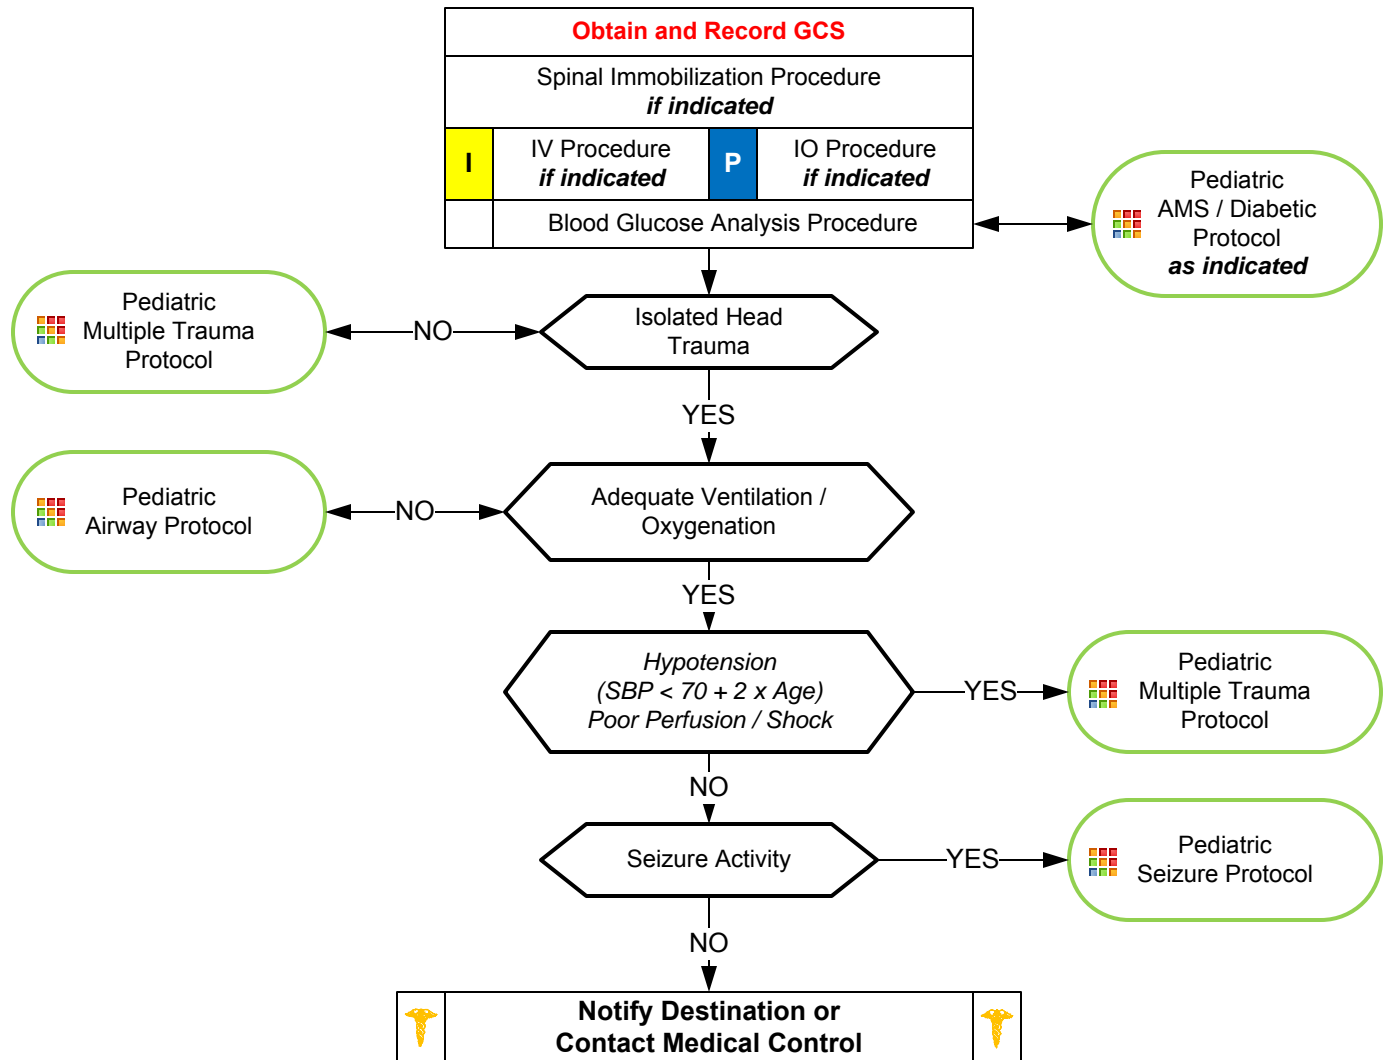 Obtain and Record GCS
Spinal Immobilization Procedure
if indicated
I
IV Procedure
if indicated
P
IO Procedure
if indicated
Blood Glucose Analysis Procedure
Pediatric
AMS / Diabetic
Protocol
as indicated
Isolated Head
Trauma
NO
Pediatric
Multiple Trauma
Protocol
YES
Adequate Ventilation /
Oxygenation
NO
Pediatric
Airway Protocol
YES
Hypotension
(SBP < 70 + 2 x Age)
Poor Perfusion / Shock
YES
Pediatric
Multiple Trauma
Protocol
NO
Seizure Activity
YES
Pediatric
Seizure Protocol
NO
Notify Destination or
Contact Medical Control